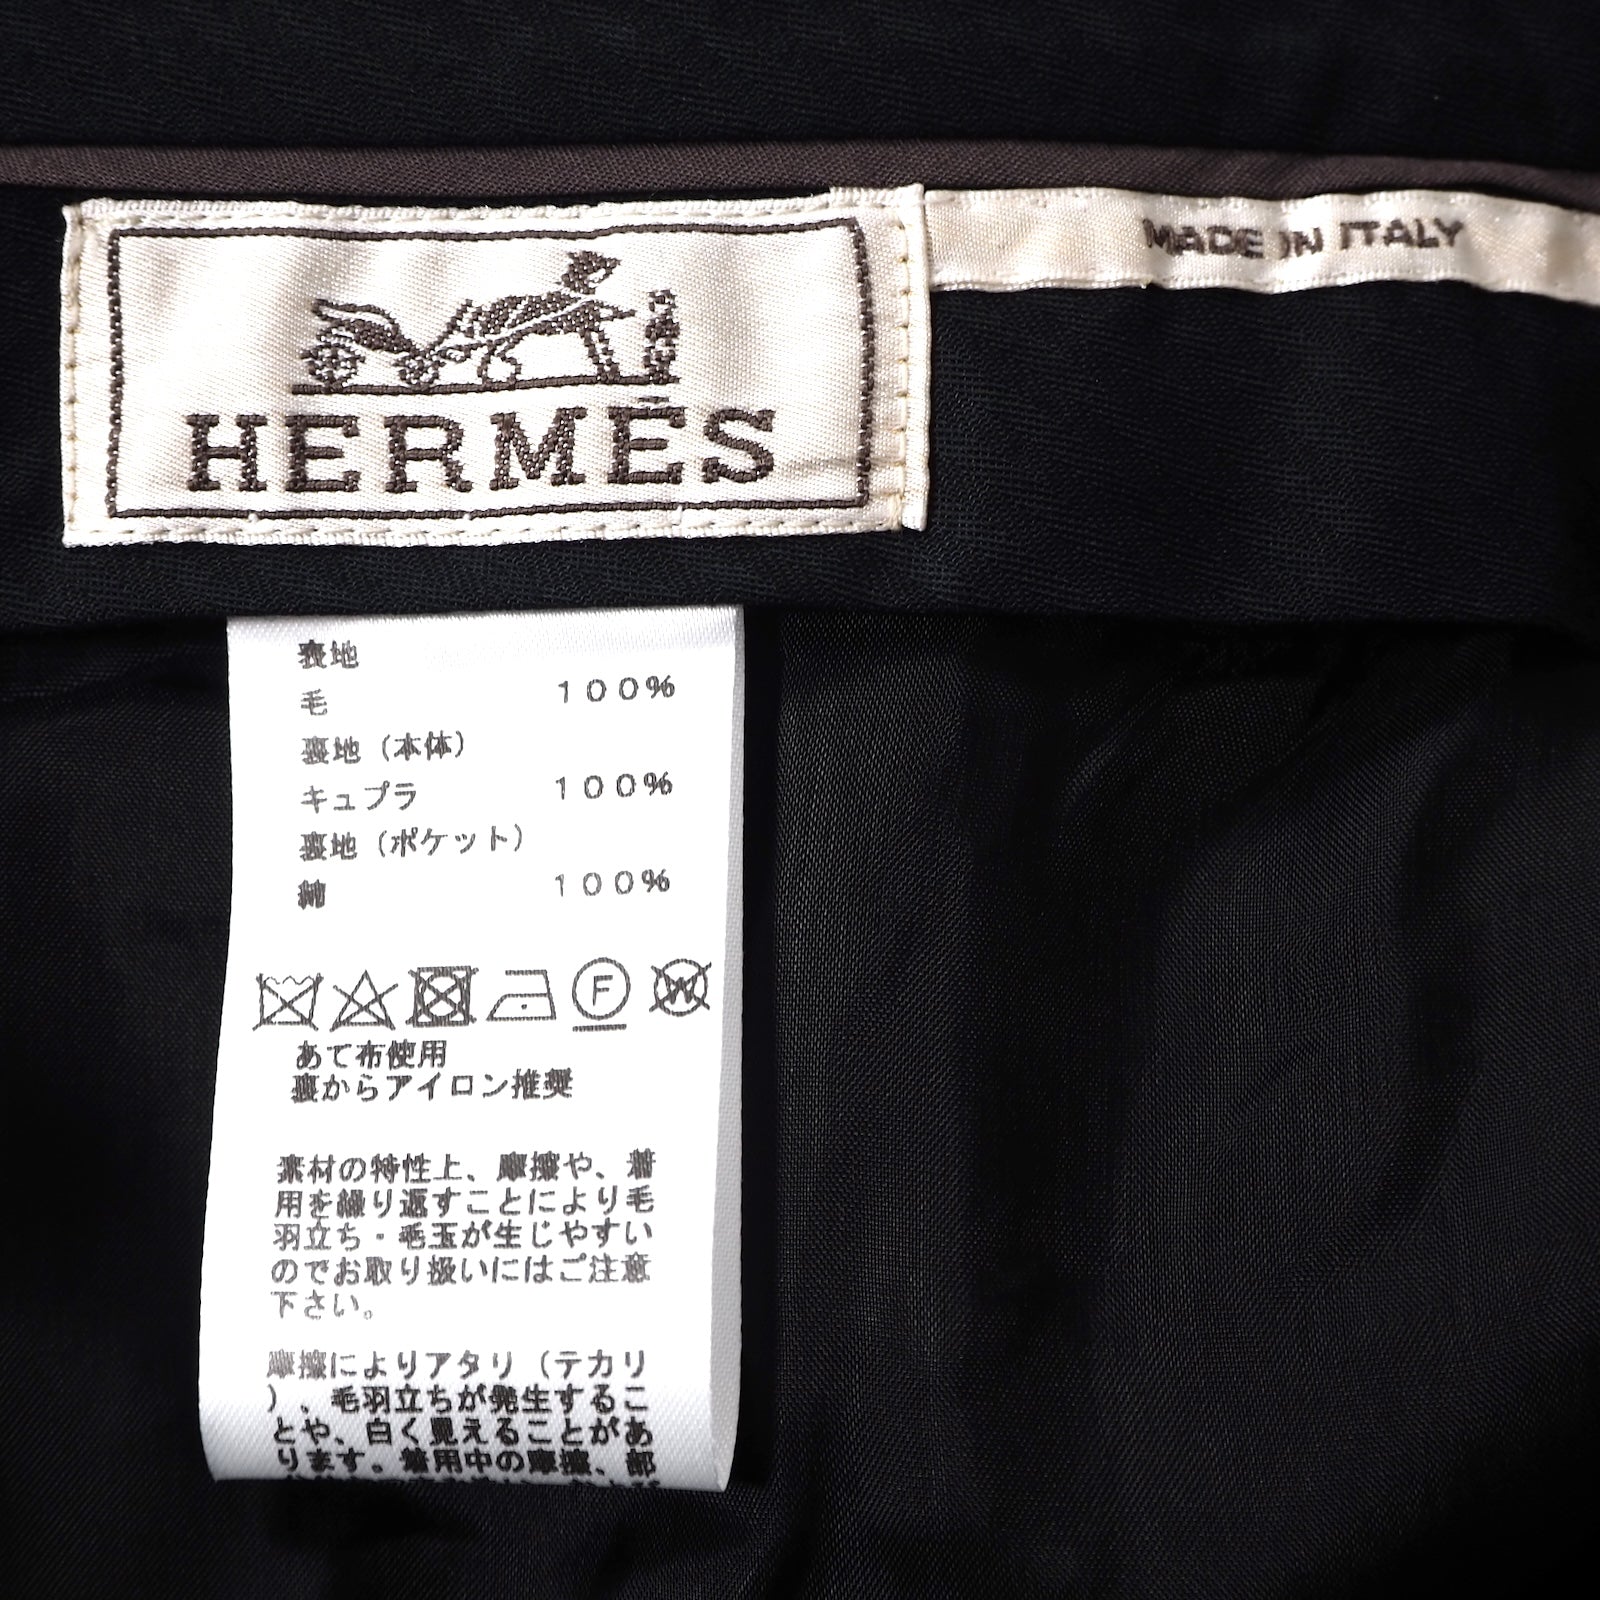 HERMÈS
MADE IN ITALY
表地
毛 100%
裏地(本体)
キュプラ 100%
裏地(ポケット)
綿 100%
F W
あて布使用
裏からアイロン推奨
素材の特性上、摩擦や、着
用を繰り返すことにより毛
羽立ち・毛玉が生じやすい
のでお取り扱いにはご注意
下さい。
摩擦によりアタリ(テカリ
)、毛羽立ちが発生するこ
とや、白く見えることがあ
ります。着用中の摩擦、部